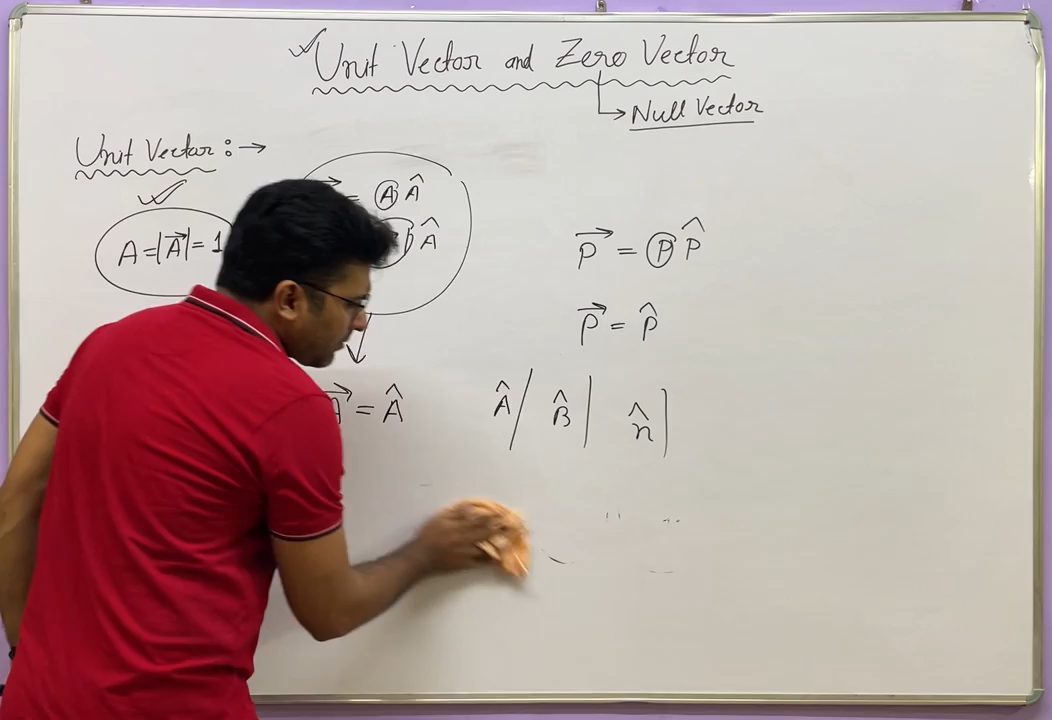 ✓Unit Vector and Zero Vector
→ Null Vector
Unit Vector :→
= A Â
Â
A = |A⃗| = 1
P⃗ = P P̂
P⃗ = P̂
A⃗ = Â
Â / B̂ | n̂ |